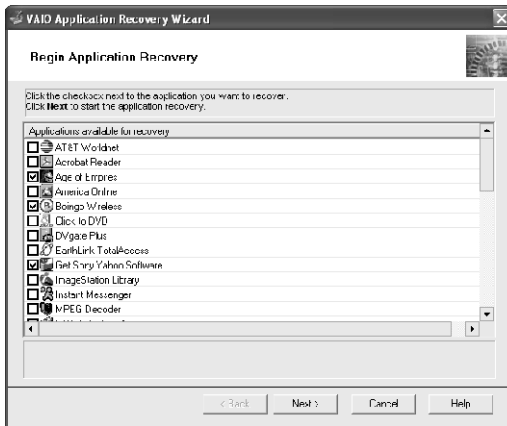 VAIO Application Recovery Wizard
Begin Application Recovery
Click the checkbox next to the application you want to recover.
Click Next to start the application recovery.
Applications available for recovery
AT&T Worldnet
Acrobat Reader
Age of Empires
America Online
Boingo Wireless
Click to DVD
DVgate Plus
EarthLink TotalAccess
Get Sony Yahoo Software
ImageStation Library
Instant Messenger
MPEG Decoder
< Back
Next >
Cancel
Help